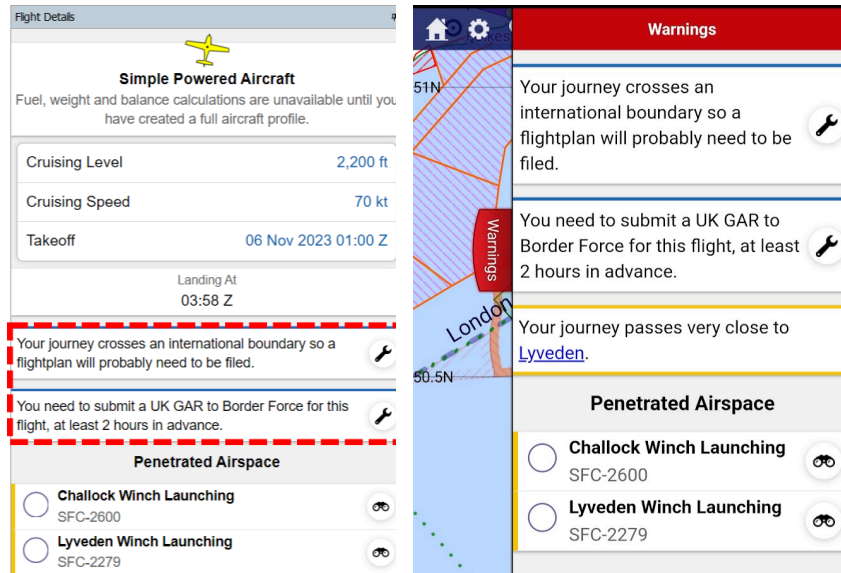 Flight Details
Simple Powered Aircraft
Fuel, weight and balance calculations are unavailable until you
have created a full aircraft profile.
Cruising Level 2,200 ft
Cruising Speed 70 kt
Takeoff 06 Nov 2023 01:00 Z
Landing At
03:58 Z
Your journey crosses an international boundary so a
flightplan will probably need to be filed.
You need to submit a UK GAR to Border Force for this
flight, at least 2 hours in advance.
Penetrated Airspace
Challock Winch Launching
SFC-2600
Lyveden Winch Launching
SFC-2279
51N
London
50.5N
Warnings
Warnings
Your journey crosses an
international boundary so a
flightplan will probably need to be
filed.
You need to submit a UK GAR to
Border Force for this flight, at least
2 hours in advance.
Your journey passes very close to
Lyveden.
Penetrated Airspace
Challock Winch Launching
SFC-2600
Lyveden Winch Launching
SFC-2279